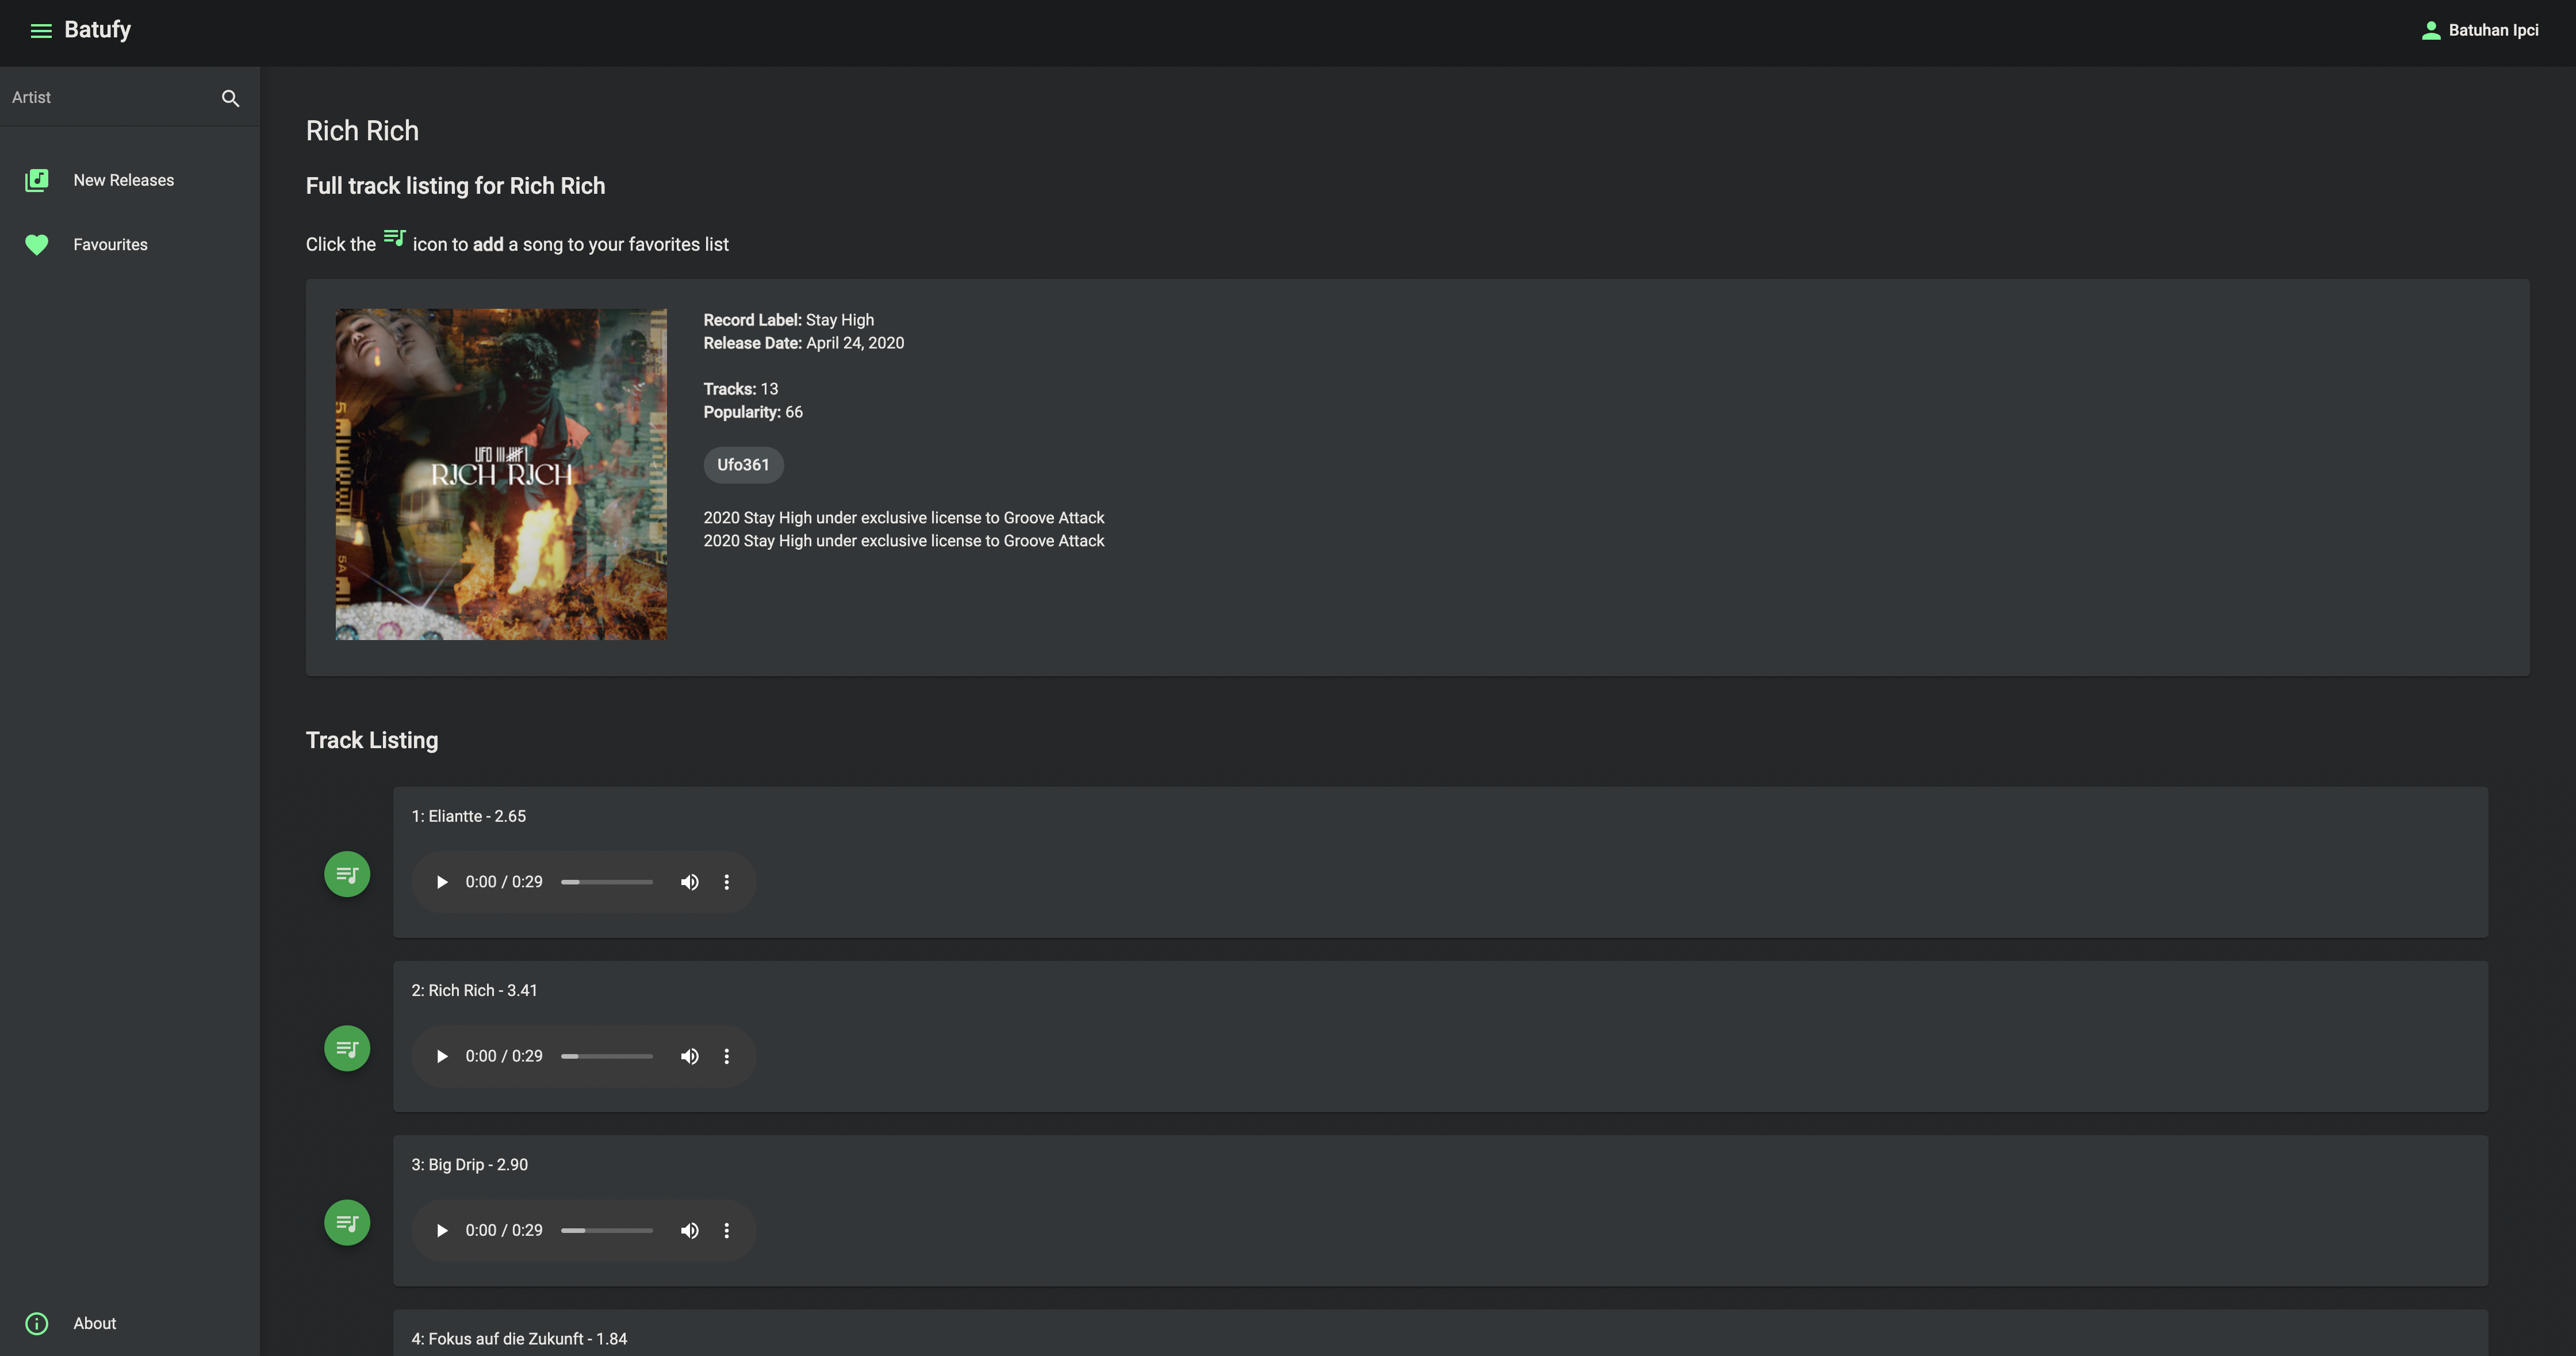 Batufy
Batuhan Ipci
Artist
New Releases
Favourites
About
Rich Rich
Full track listing for Rich Rich
Click the icon to add a song to your favorites list
RICH RICH
5A
Record Label: Stay High
Release Date: April 24, 2020
Tracks: 13
Popularity: 66
Ufo361
2020 Stay High under exclusive license to Groove Attack
2020 Stay High under exclusive license to Groove Attack
Track Listing
1: Eliantte - 2.65
0:00 / 0:29
2: Rich Rich - 3.41
0:00 / 0:29
3: Big Drip - 2.90
0:00 / 0:29
4: Fokus auf die Zukunft - 1.84